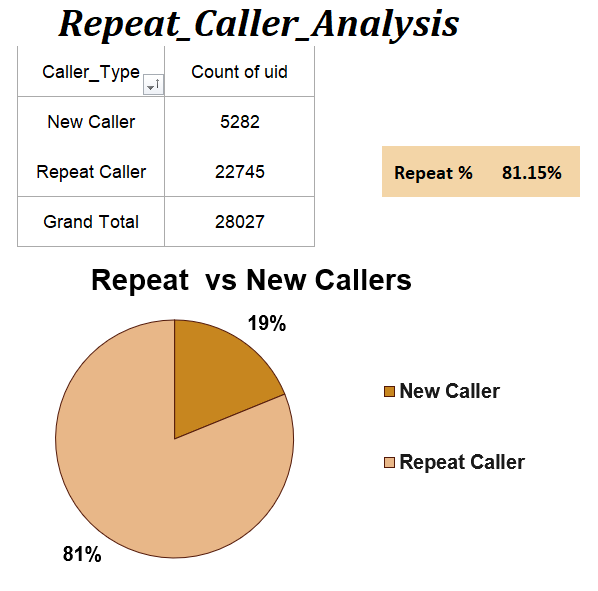 Repeat_Caller_Analysis
Caller_Type Count of uid
New Caller 5282
Repeat Caller 22745
Repeat % 81.15%
Grand Total 28027
Repeat vs New Callers
19%
New Caller
Repeat Caller
81%